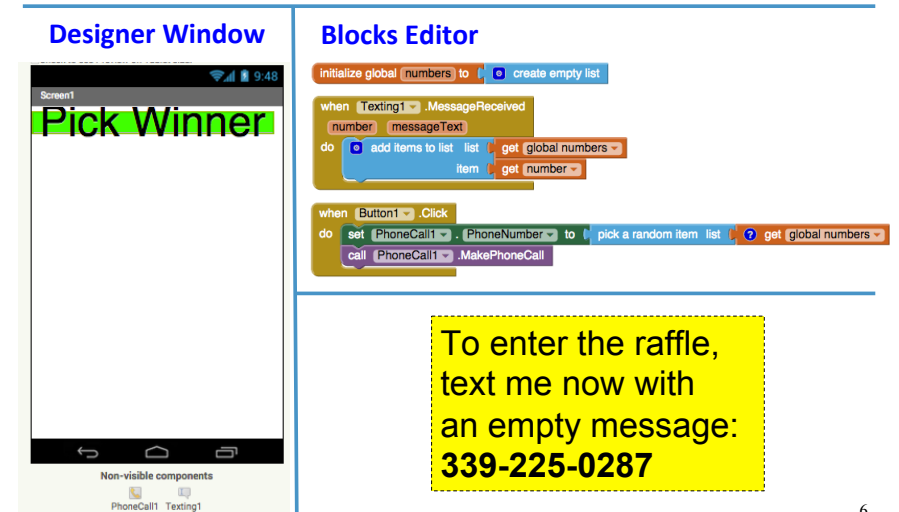 Designer Window
9:48
Screen1
Pick Winner
Non-visible components
PhoneCall1 Texting1
Blocks Editor
initialize global numbers to create empty list
when Texting1 .MessageReceived
number messageText
do add items to list list get global numbers
item get number
when Button1 .Click
do set PhoneCall1 . PhoneNumber to pick a random item list ? get global numbers
call PhoneCall1 .MakePhoneCall
To enter the raffle,
text me now with
an empty message:
339-225-0287
6